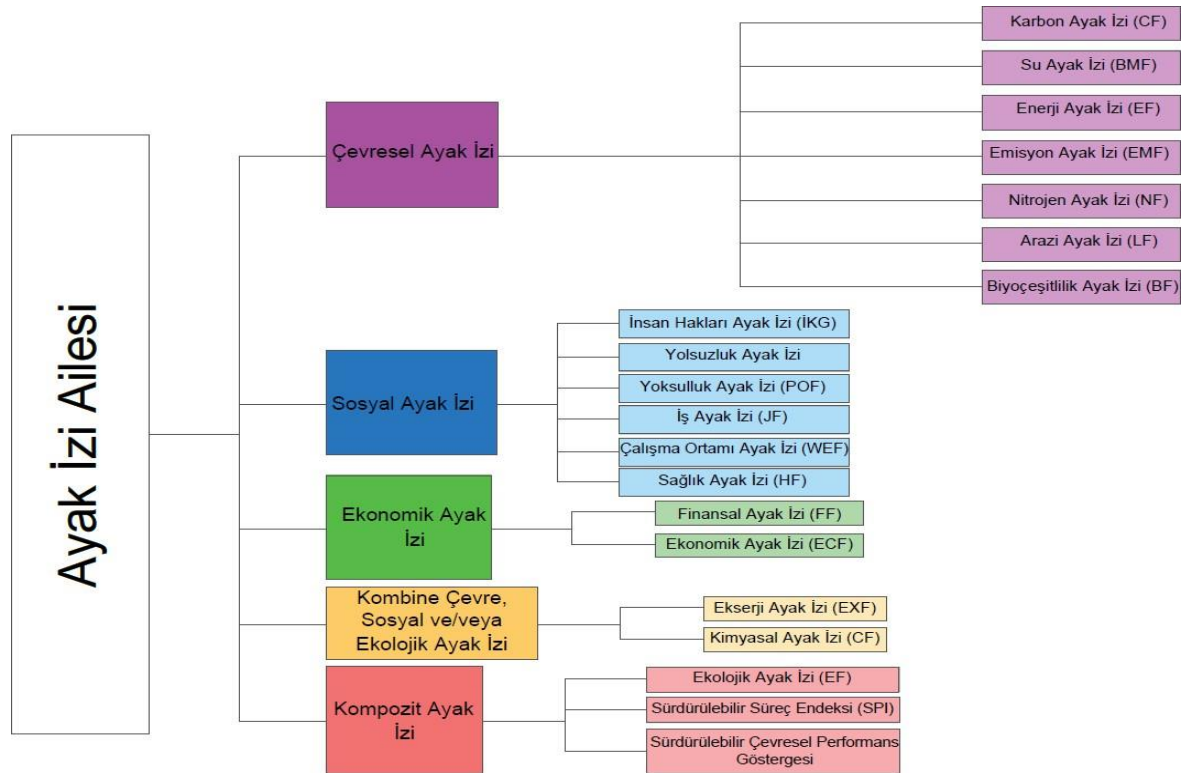 Ayak İzi Ailesi
Çevresel Ayak İzi
Karbon Ayak İzi (CF)
Su Ayak İzi (BMF)
Enerji Ayak İzi (EF)
Emisyon Ayak İzi (EMF)
Nitrojen Ayak İzi (NF)
Arazi Ayak İzi (LF)
Biyoçeşitlilik Ayak İzi (BF)
Sosyal Ayak İzi
İnsan Hakları Ayak İzi (İKG)
Yolsuzluk Ayak İzi
Yoksulluk Ayak İzi (POF)
İş Ayak İzi (JF)
Çalışma Ortamı Ayak İzi (WEF)
Sağlık Ayak İzi (HF)
Ekonomik Ayak
İzi
Finansal Ayak İzi (FF)
Ekonomik Ayak İzi (ECF)
Kombine Çevre,
Sosyal ve/veya
Ekolojik Ayak İzi
Ekserji Ayak İzi (EXF)
Kimyasal Ayak İzi (CF)
Kompozit Ayak
İzi
Ekolojik Ayak İzi (EF)
Sürdürülebilir Süreç Endeksi (SPI)
Sürdürülebilir Çevresel Performans
Göstergesi